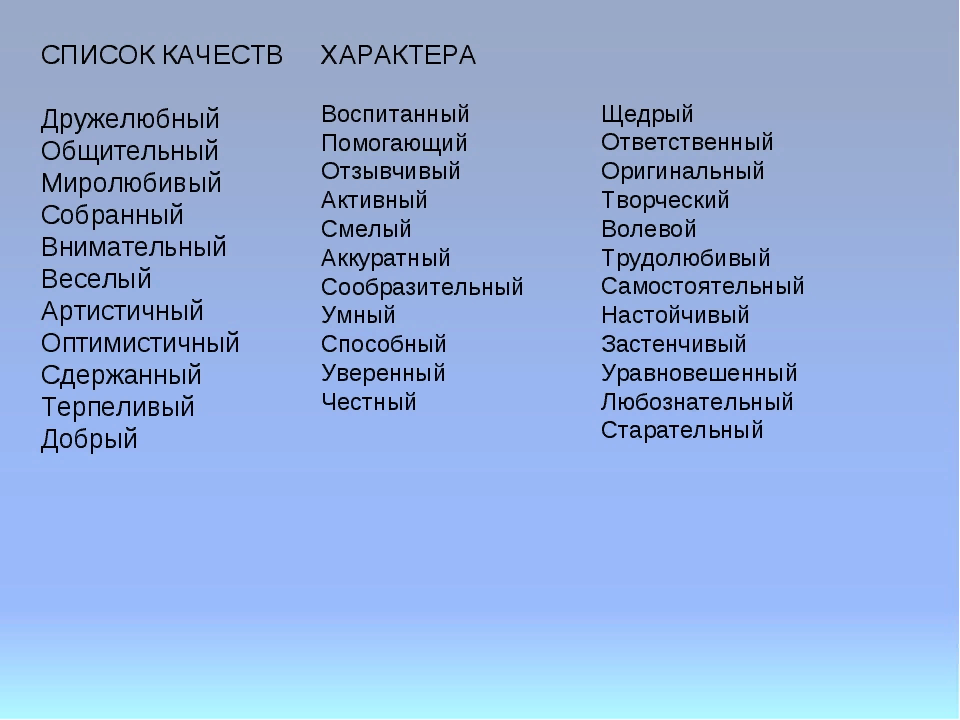 СПИСОК КАЧЕСТВ ХАРАКТЕРА
Дружелюбный
Общительный
Миролюбивый
Собранный
Внимательный
Веселый
Артистичный
Оптимистичный
Сдержанный
Терпеливый
Добрый
Воспитанный
Помогающий
Отзывчивый
Активный
Смелый
Аккуратный
Сообразительный
Умный
Способный
Уверенный
Честный
Щедрый
Ответственный
Оригинальный
Творческий
Волевой
Трудолюбивый
Самостоятельный
Настойчивый
Застенчивый
Уравновешенный
Любознательный
Старательный